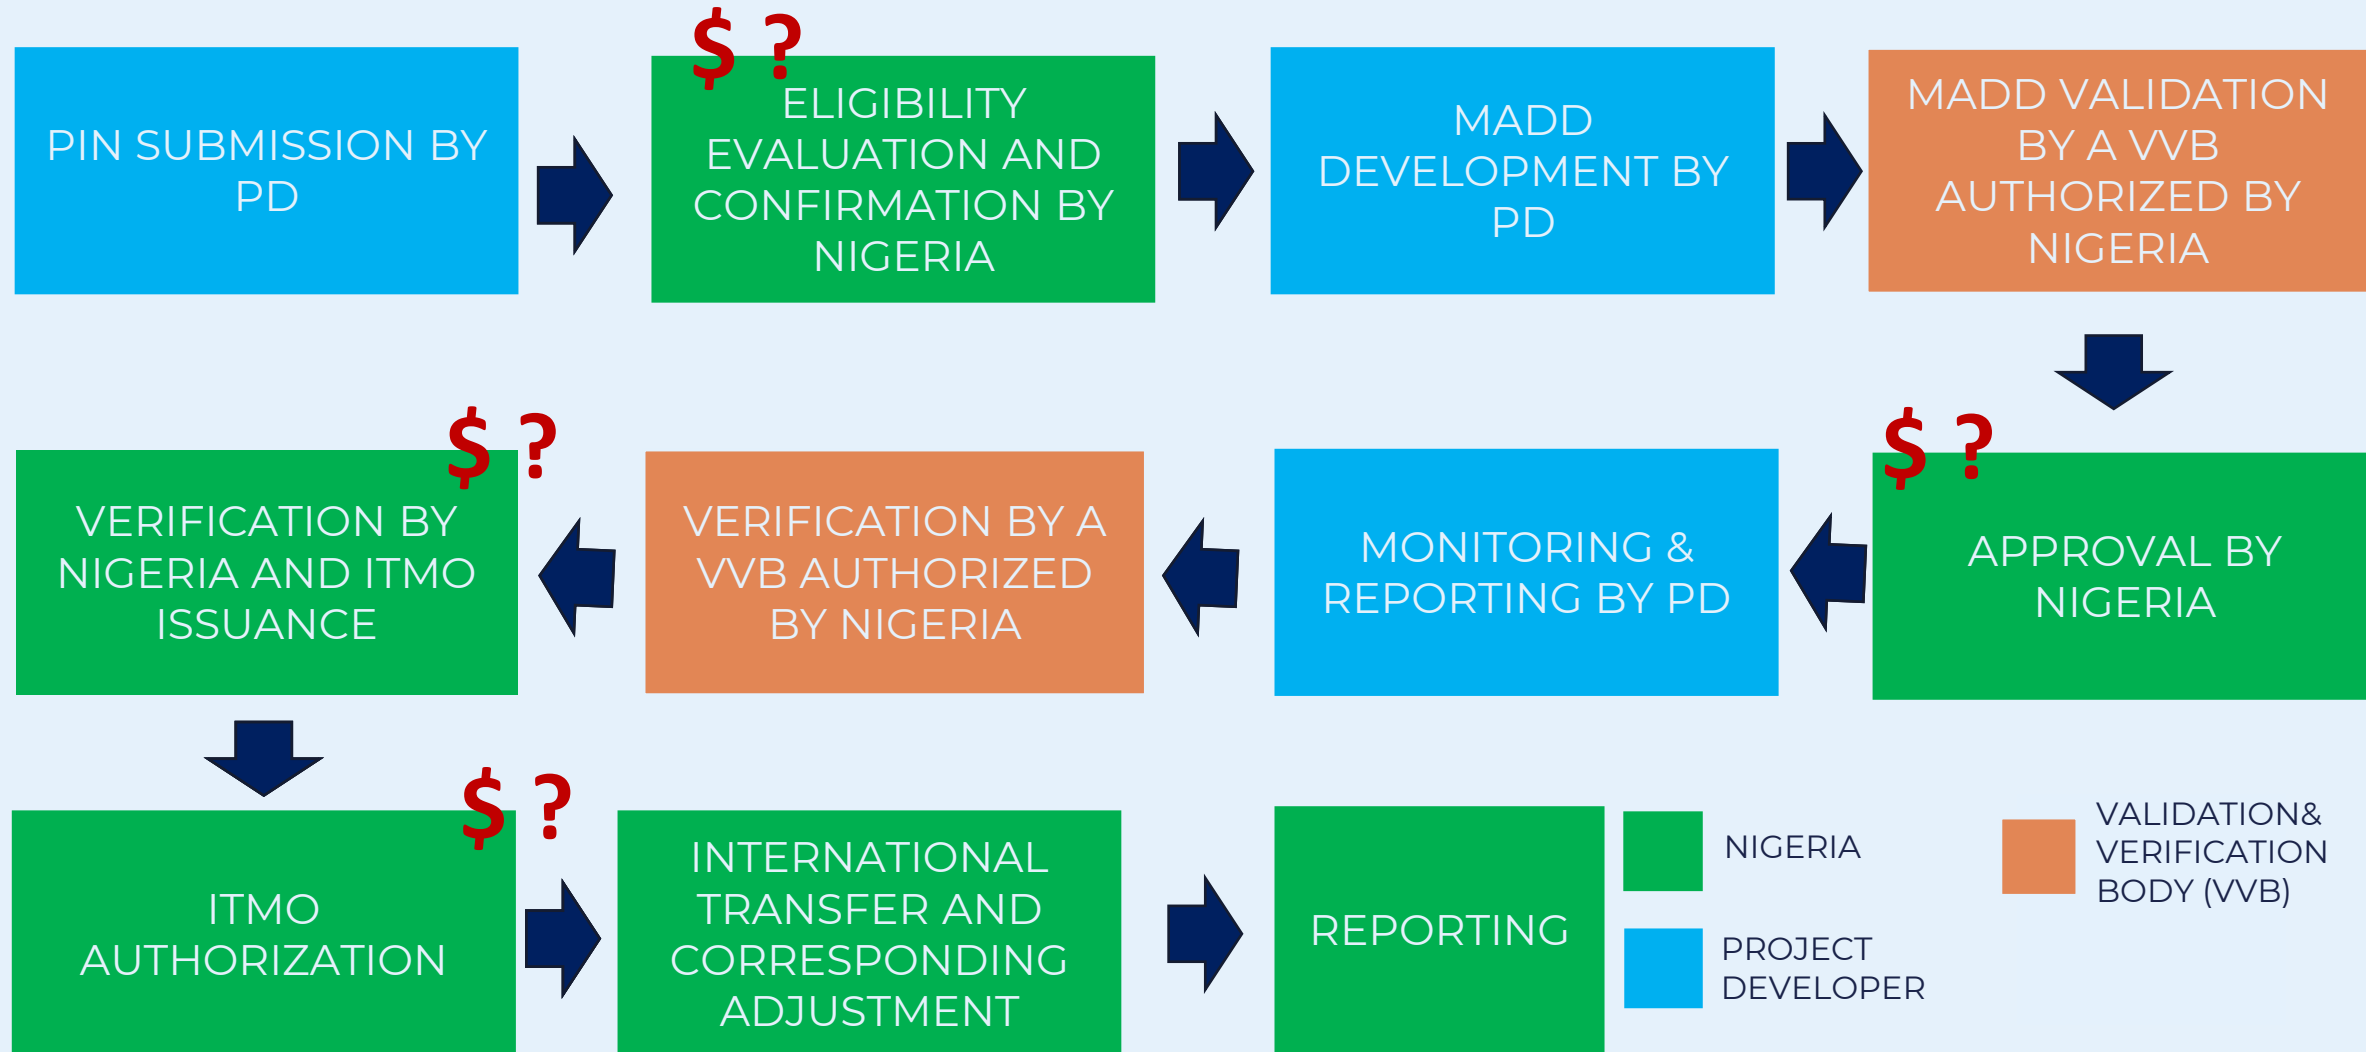 PIN SUBMISSION BY
PD
$ ?
ELIGIBILITY
EVALUATION AND
CONFIRMATION BY
NIGERIA
MADD
DEVELOPMENT BY
PD
MADD VALIDATION
BY A VVB
AUTHORIZED BY
NIGERIA
$ ?
APPROVAL BY
NIGERIA
MONITORING &
REPORTING BY PD
VERIFICATION BY A
VVB AUTHORIZED
BY NIGERIA
$ ?
VERIFICATION BY
NIGERIA AND ITMO
ISSUANCE
$ ?
ITMO
AUTHORIZATION
INTERNATIONAL
TRANSFER AND
CORRESPONDING
ADJUSTMENT
REPORTING
NIGERIA
PROJECT
DEVELOPER
VALIDATION&
VERIFICATION
BODY (VVB)